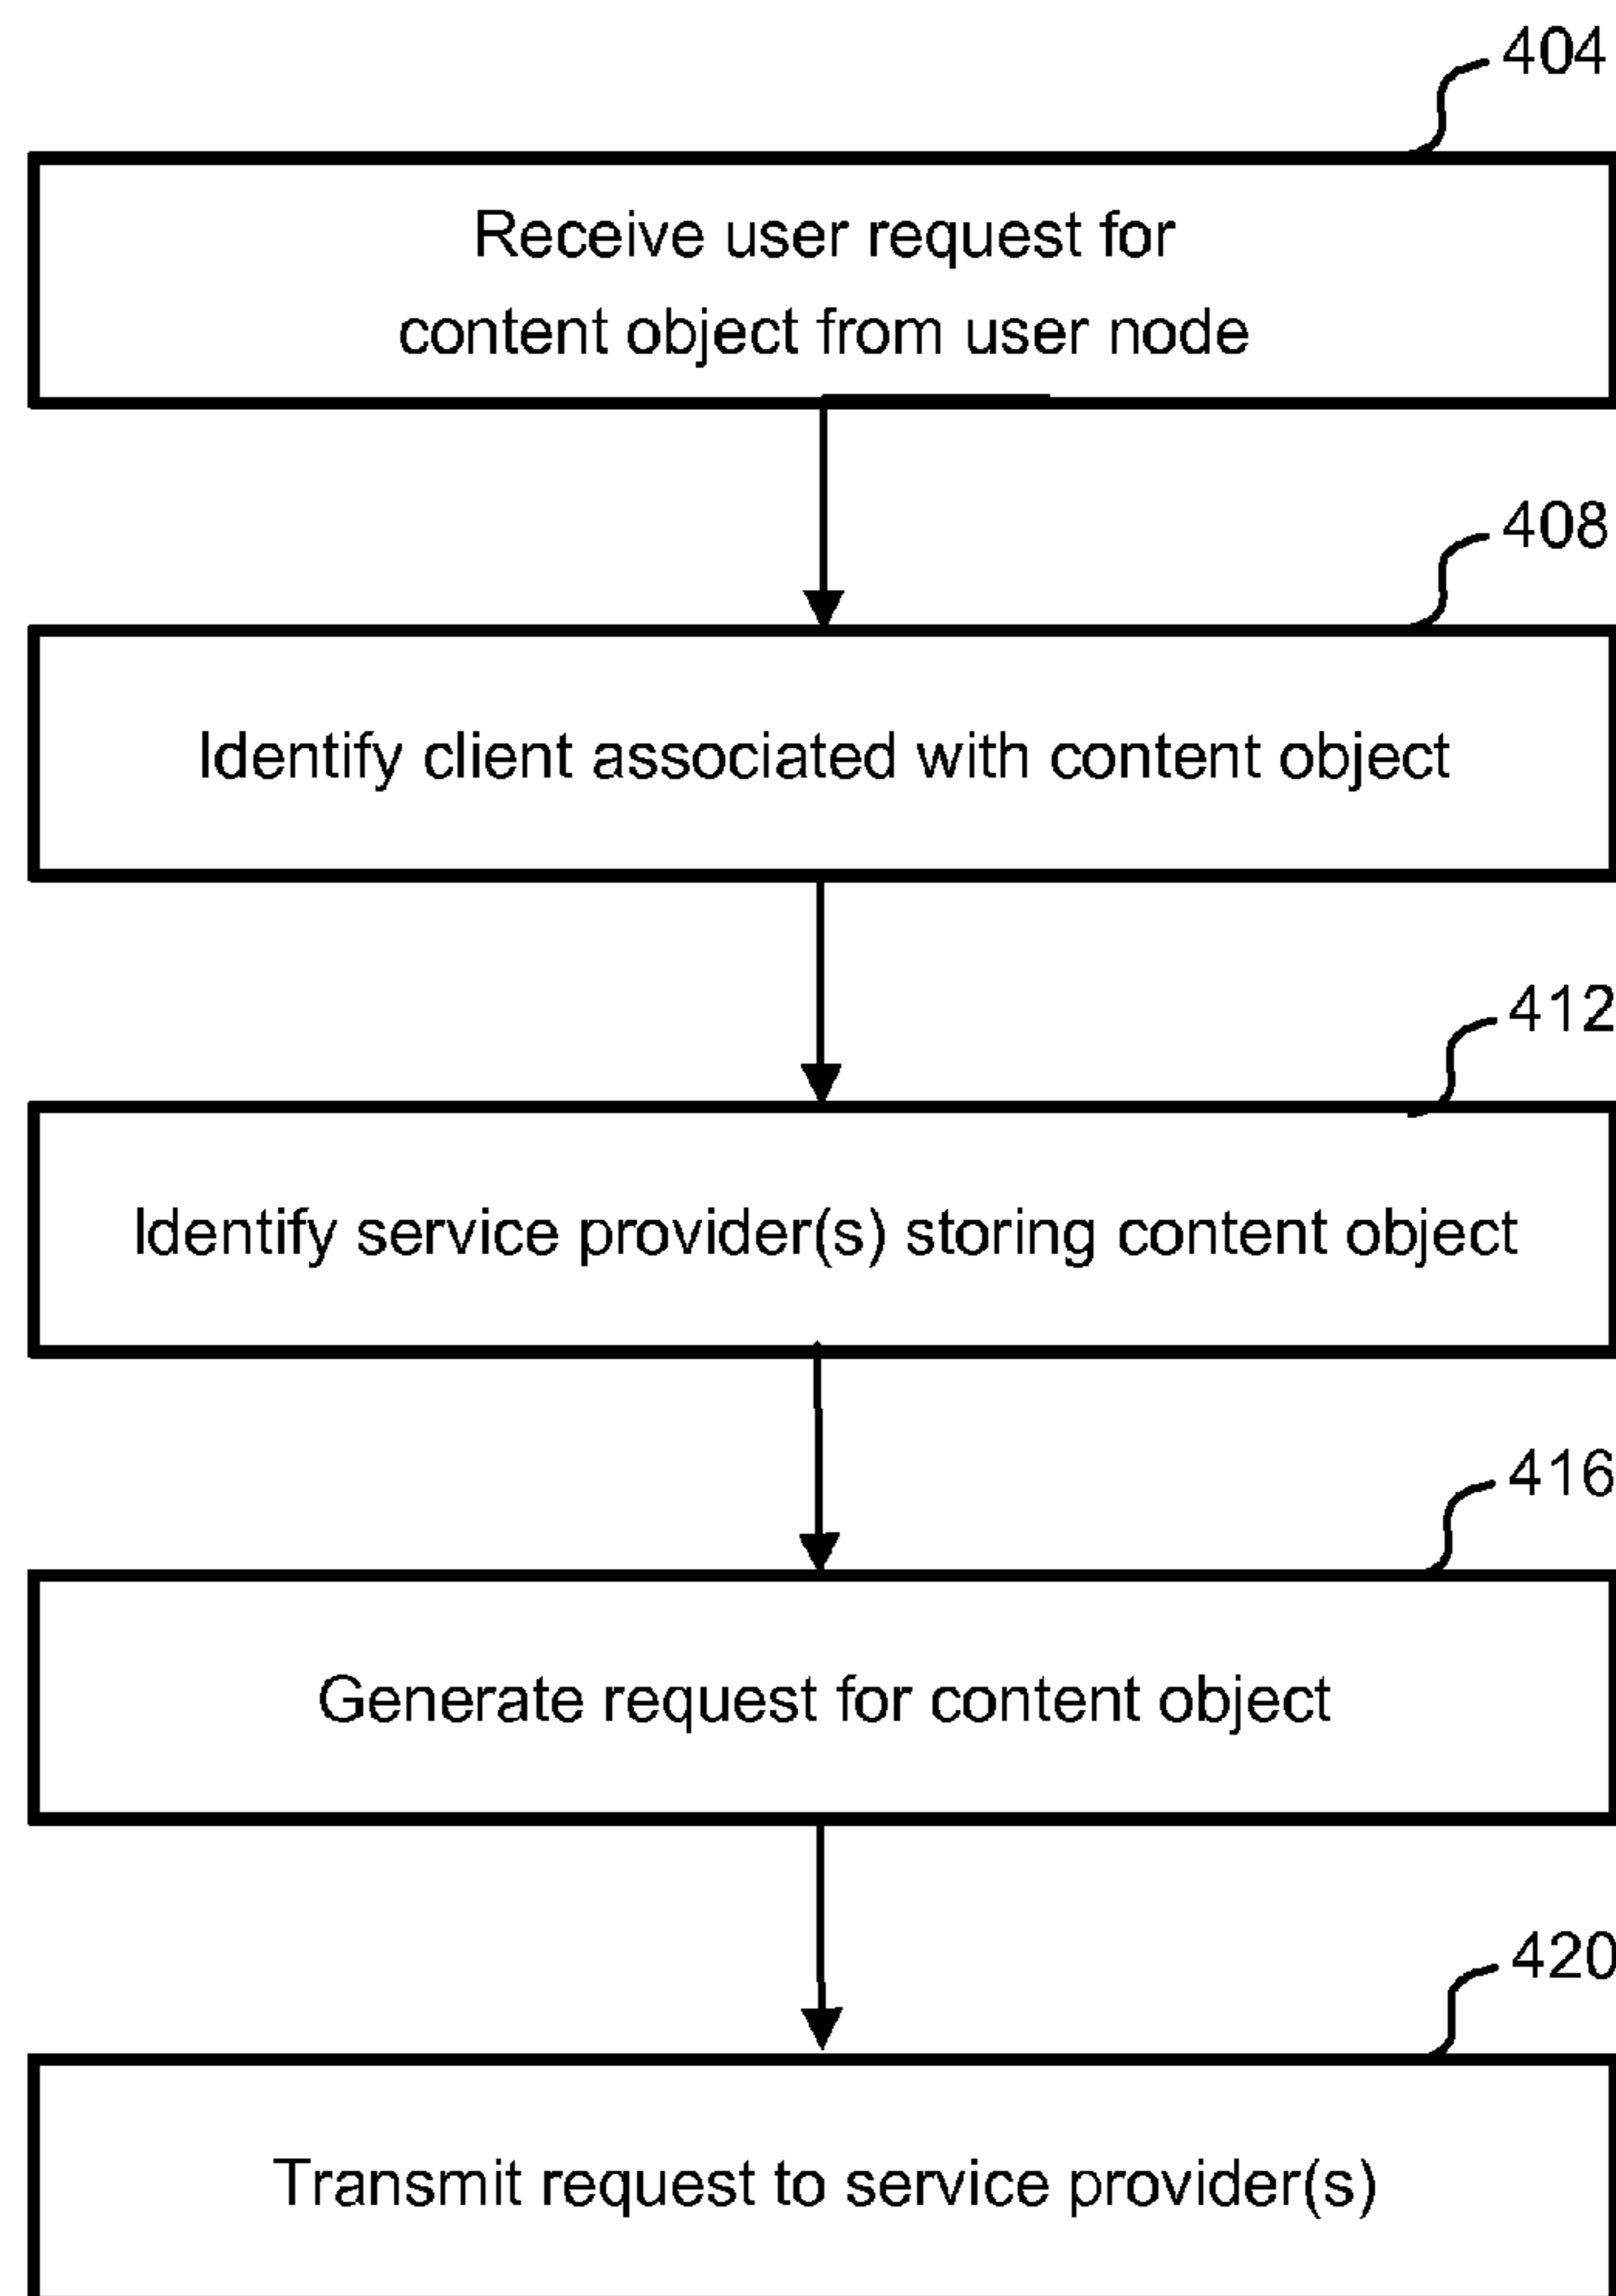 404
Receive user request for
content object from user node
408
Identify client associated with content object
412
Identify service provider(s) storing content object
416
Generate request for content object
420
Transmit request to service provider(s)